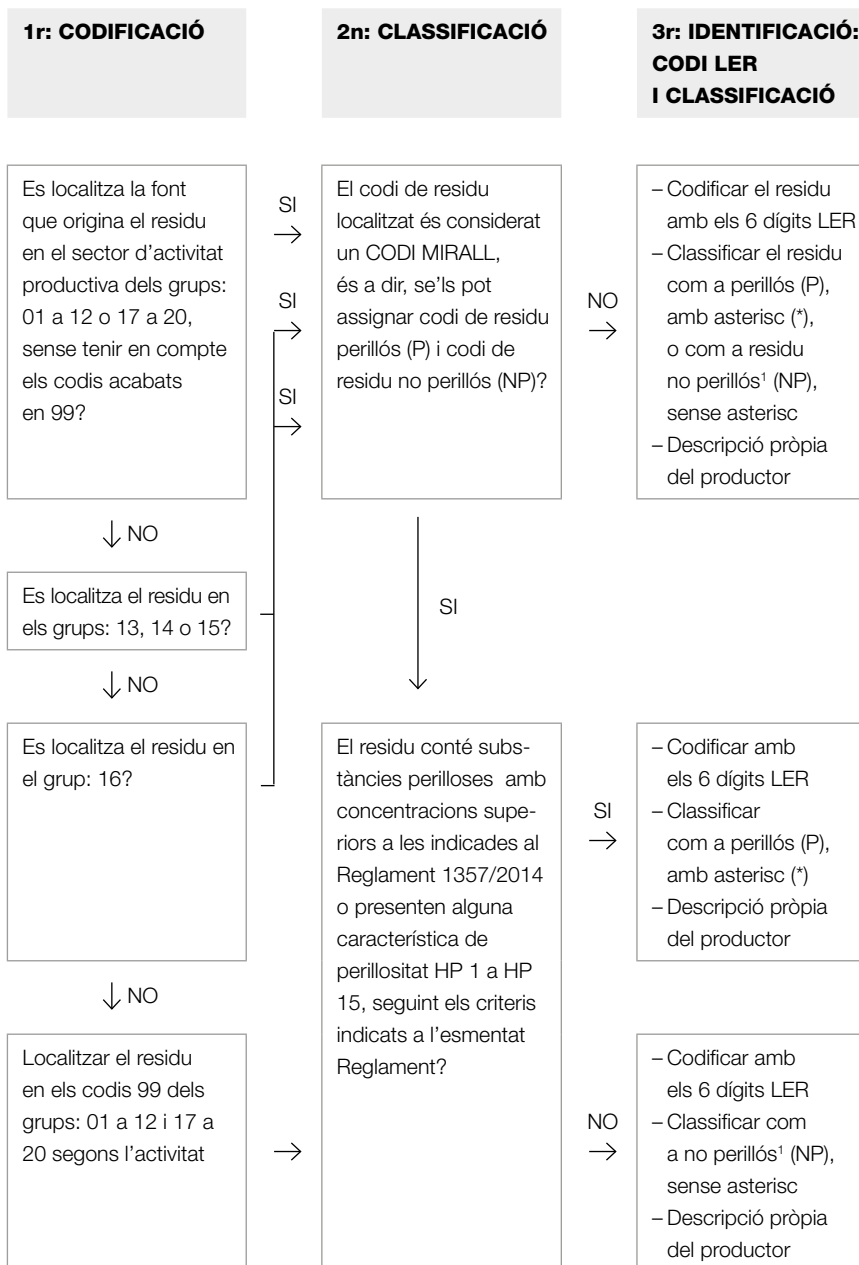 1r: CODIFICACIÓ
2n: CLASSIFICACIÓ
3r: IDENTIFICACIÓ:
CODI LER
I CLASSIFICACIÓ
Es localitza la font
que origina el residu
en el sector d’activitat
productiva dels grups:
01 a 12 o 17 a 20,
sense tenir en compte
els codis acabats
en 99?
SI
SI
SI
El codi de residu
localitzat és considerat
un CODI MIRALL,
és a dir, se’ls pot
assignar codi de residu
perillós (P) i codi de
residu no perillós (NP)?
NO
– Codificar el residu
amb els 6 dígits LER
– Classificar el residu
com a perillós (P),
amb asterisc (*),
o com a residu
no perillós¹ (NP),
sense asterisc
– Descripció pròpia
del productor
NO
Es localitza el residu en
els grups: 13, 14 o 15?
SI
NO
Es localitza el residu en
el grup: 16?
El residu conté subs-
tàncies perilloses amb
concentracions supe-
riors a les indicades al
Reglament 1357/2014
o presenten alguna
característica de
perillositat HP 1 a HP
15, seguint els criteris
indicats a l’esmentat
Reglament?
SI
– Codificar amb
els 6 dígits LER
– Classificar
com a perillós (P),
amb asterisc (*)
– Descripció pròpia
del productor
NO
Localitzar el residu
en els codis 99 dels
grups: 01 a 12 i 17 a
20 segons l’activitat
NO
– Codificar amb
els 6 dígits LER
– Classificar com
a no perillós¹ (NP),
sense asterisc
– Descripció pròpia
del productor